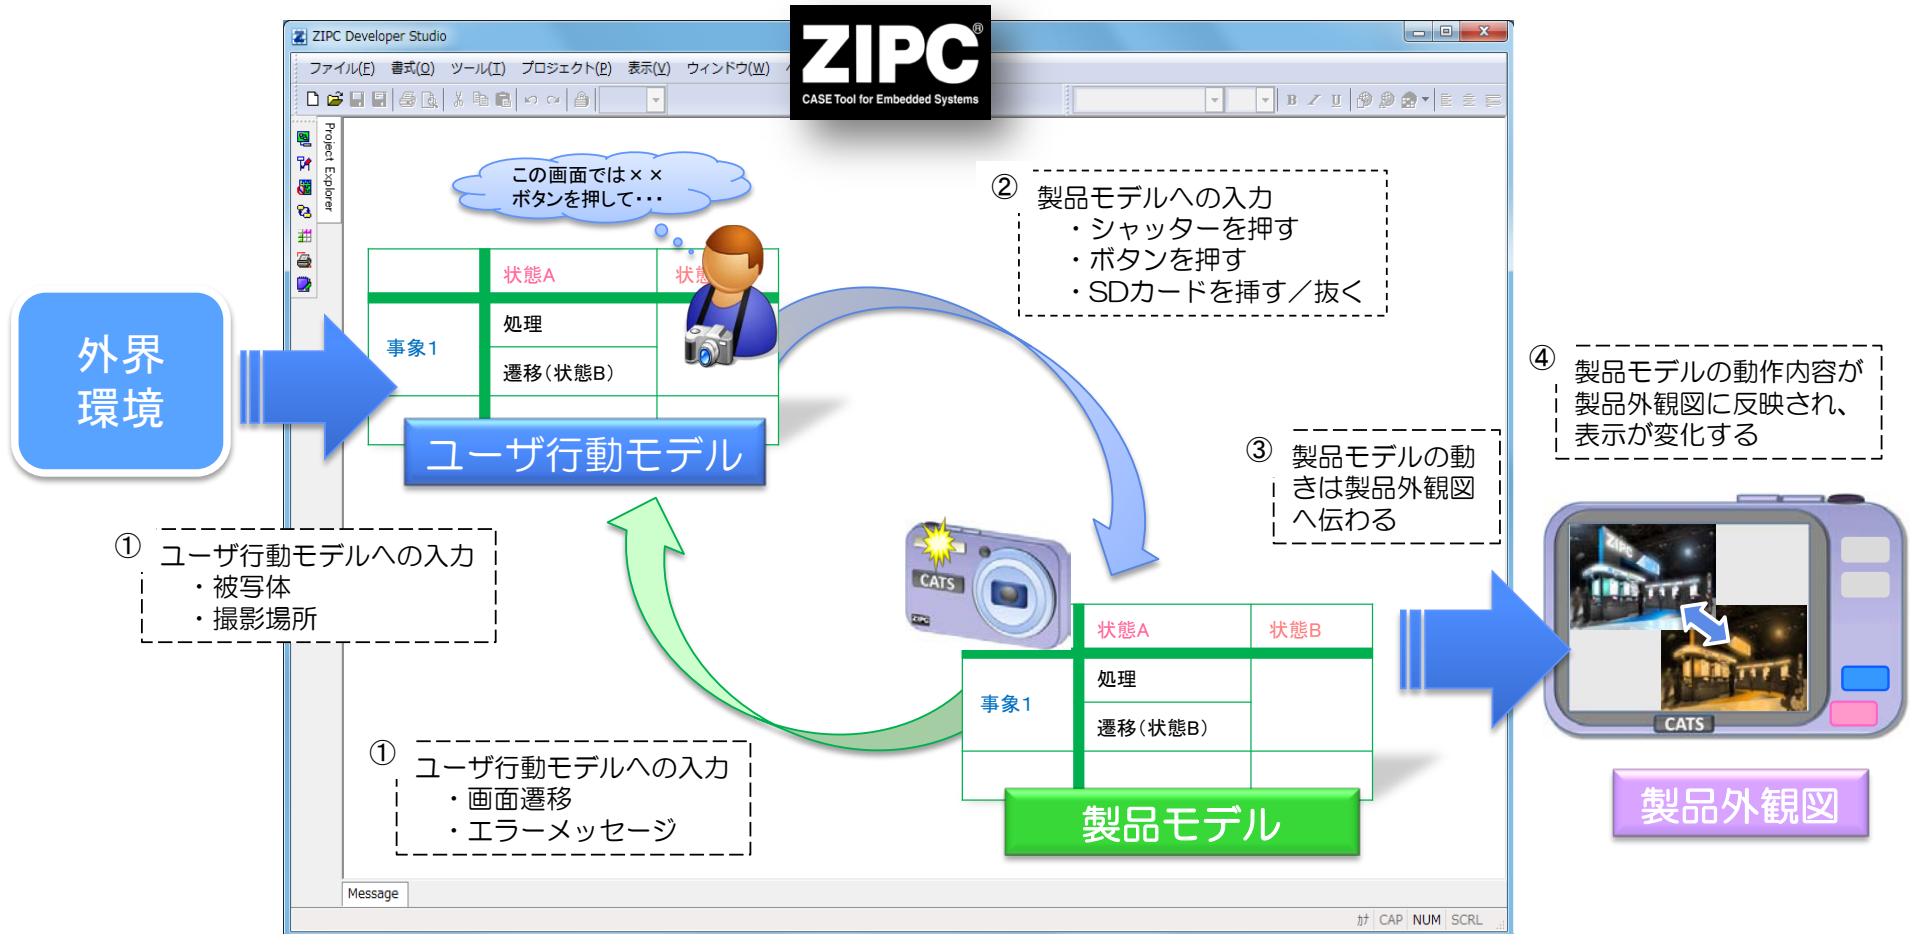 ZIPC Developer Studio
ZIPC®
CASE Tool for Embedded Systems
ファイル(F) 書式(O) ツール(T) プロジェクト(P) 表示(V) ウィンドウ(W)
B I U
Project Explorer
この画面では××
ボタンを押して・・・
② 製品モデルへの入力
・シャッターを押す
・ボタンを押す
・SDカードを挿す／抜く
状態A 状態
処理
事象1
遷移(状態B)
ユーザ行動モデル
外界
環境
① ユーザ行動モデルへの入力
・被写体
・撮影場所
③ 製品モデルの動
きは製品外観図
へ伝わる
④ 製品モデルの動作内容が
製品外観図に反映され、
表示が変化する
CATS
ZIPC
状態A 状態B
処理
事象1
遷移(状態B)
製品モデル
① ユーザ行動モデルへの入力
・画面遷移
・エラーメッセージ
ZIPC
CATS
製品外観図
Message
ｶﾅ CAP NUM SCRL